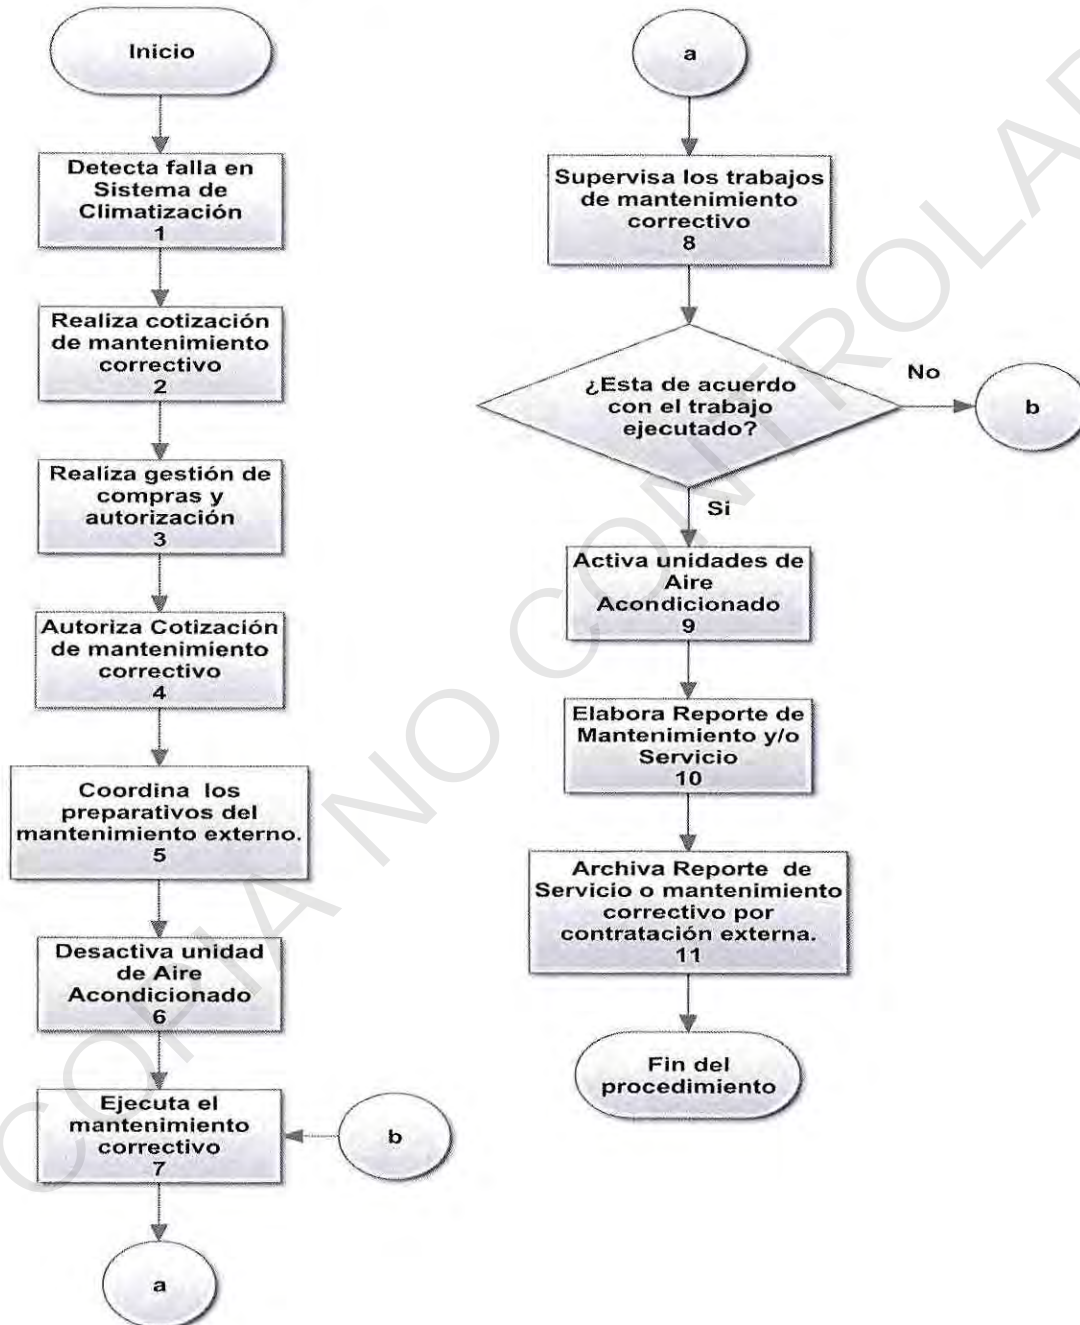 Inicio
Detecta falla en
Sistema de
Climatización
1
Realiza cotización
de mantenimiento
correctivo
2
Realiza gestión de
compras y
autorización
3
Autoriza Cotización
de mantenimiento
correctivo
4
Coordina los
preparativos del
mantenimiento externo.
5
Desactiva unidad
de Aire
Acondicionado
6
Ejecuta el
mantenimiento
correctivo
7
b
a
a
Supervisa los trabajos
de mantenimiento
correctivo
8
¿Esta de acuerdo
con el trabajo
ejecutado?
No
b
Si
Activa unidades de
Aire
Acondicionado
9
Elabora Reporte de
Mantenimiento y/o
Servicio
10
Archiva Reporte de
Servicio o mantenimiento
correctivo por
contratación externa.
11
Fin del
procedimiento
COPIA NO CONTROLAD